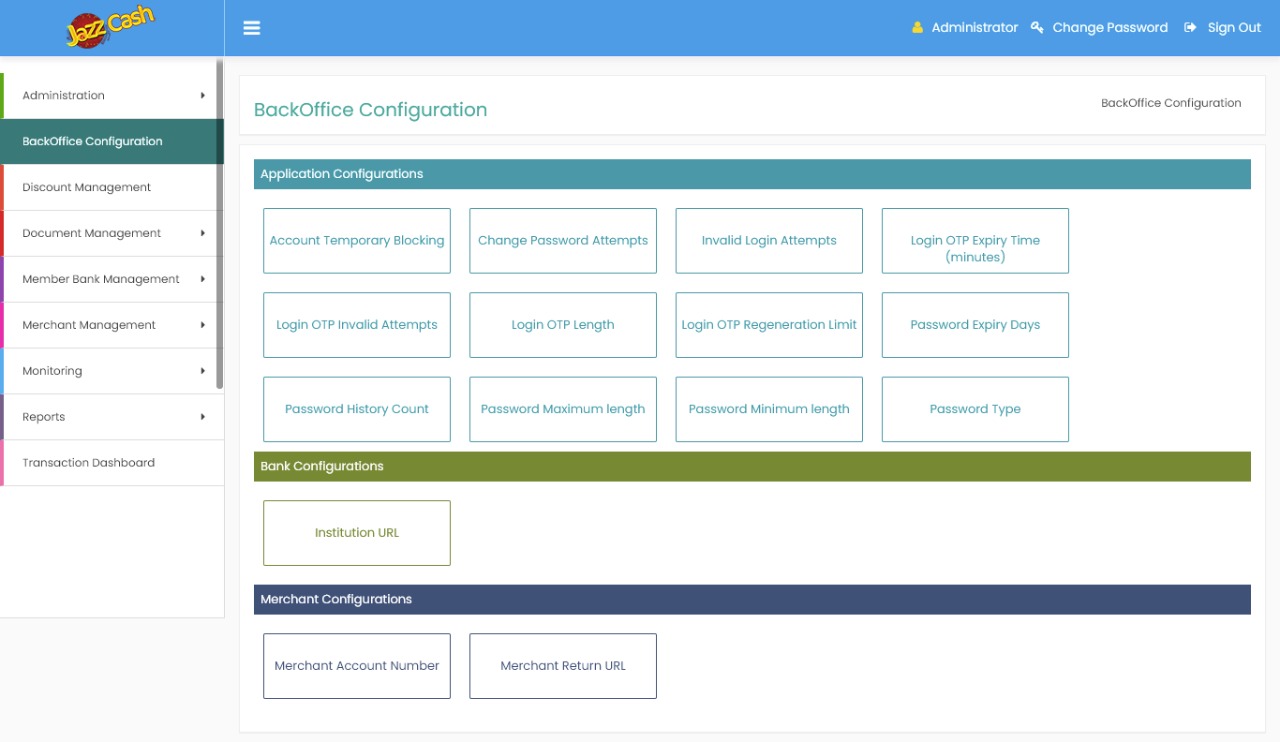 Jazz Cash
Administrator Change Password Sign Out
Administration
BackOffice Configuration
Discount Management
Document Management
Member Bank Management
Merchant Management
Monitoring
Reports
Transaction Dashboard
BackOffice Configuration
BackOffice Configuration
Application Configurations
Account Temporary Blocking
Change Password Attempts
Invalid Login Attempts
Login OTP Expiry Time
(minutes)
Login OTP Invalid Attempts
Login OTP Length
Login OTP Regeneration Limit
Password Expiry Days
Password History Count
Password Maximum length
Password Minimum length
Password Type
Bank Configurations
Institution URL
Merchant Configurations
Merchant Account Number
Merchant Return URL